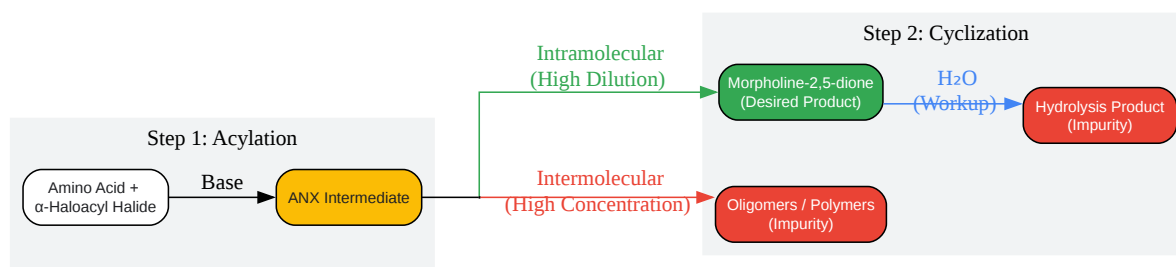 Step 1: Acylation
Amino Acid +
α-Haloacyl Halide
Base
ANX Intermediate
Intramolecular
(High Dilution)
Intermolecular
(High Concentration)
Step 2: Cyclization
Morpholine-2,5-dione
(Desired Product)
H₂O
(Workup)
Hydrolysis Product
(Impurity)
Oligomers / Polymers
(Impurity)